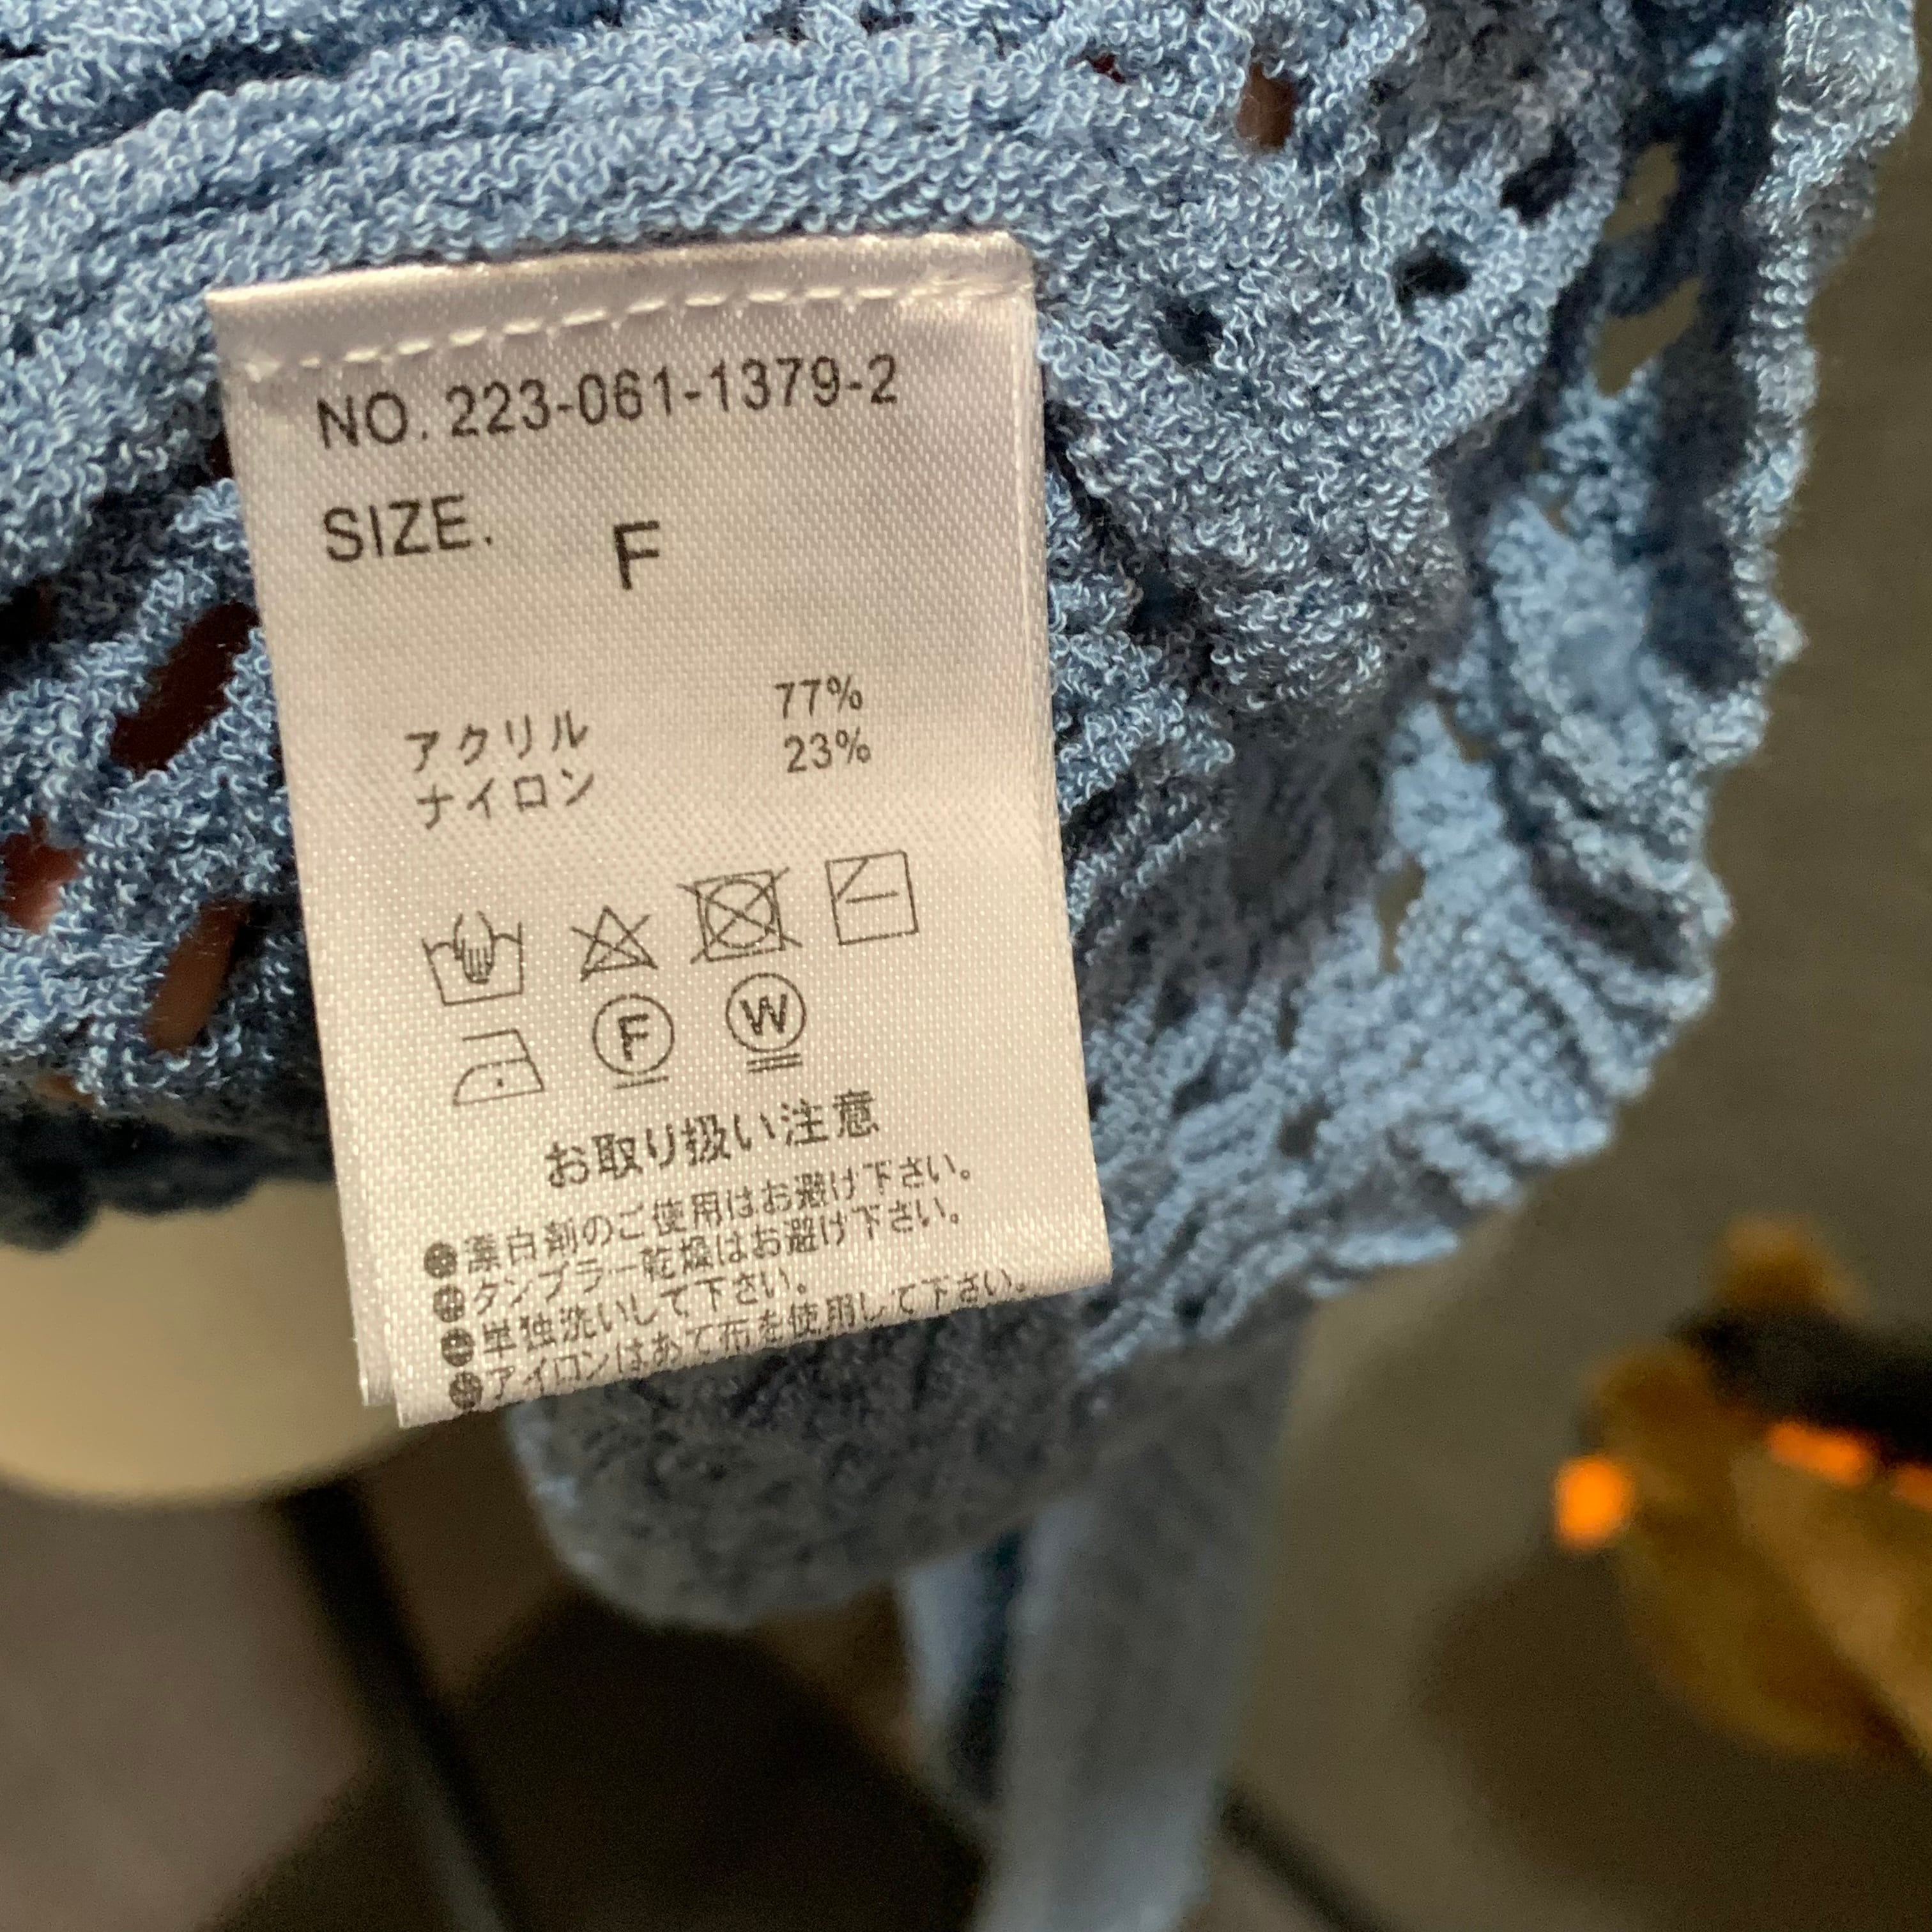 NO. 223-061-1379-2
SIZE. F
アクリル 77%
ナイロン 23%
F W
お取り扱い注意
●漂白剤のご使用はお避け下さい。
●タンブラー乾燥はお避け下さい。
●単独洗いして下さい。
●アイロンはあて布を使用して下さい。